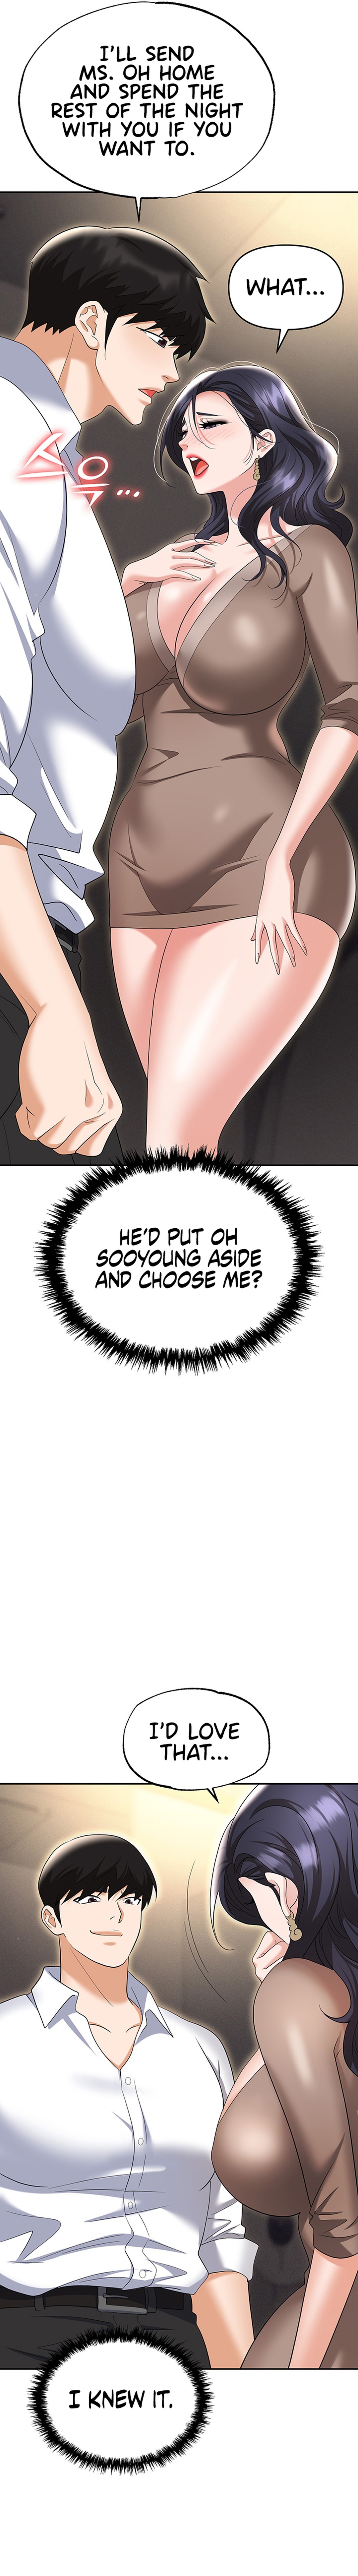 I'LL SEND
MS. OH HOME
AND SPEND THE
REST OF THE NIGHT
WITH YOU IF YOU
WANT TO.
WHAT...
스윽...
HE'D PUT OH
SOOYOUNG ASIDE
AND CHOOSE ME?
I'D LOVE
THAT...
I KNEW IT.